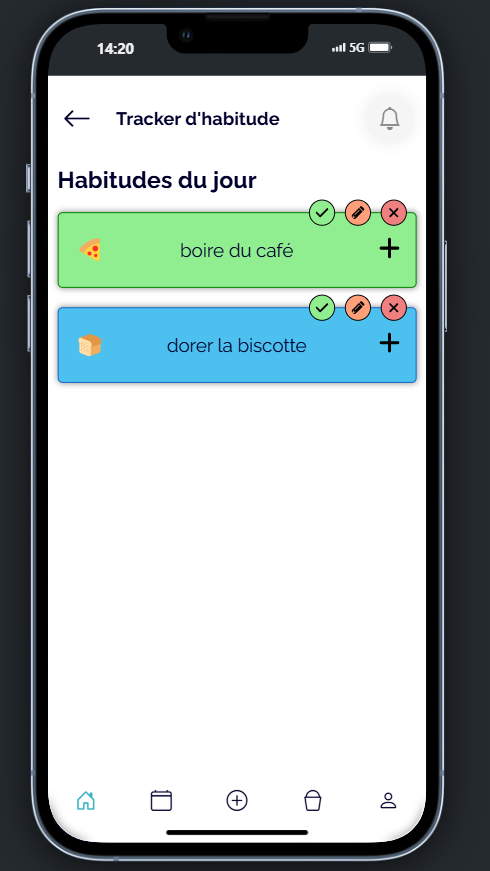 14:20
5G
Tracker d'habitude
Habitudes du jour
boire du café
dorer la biscotte